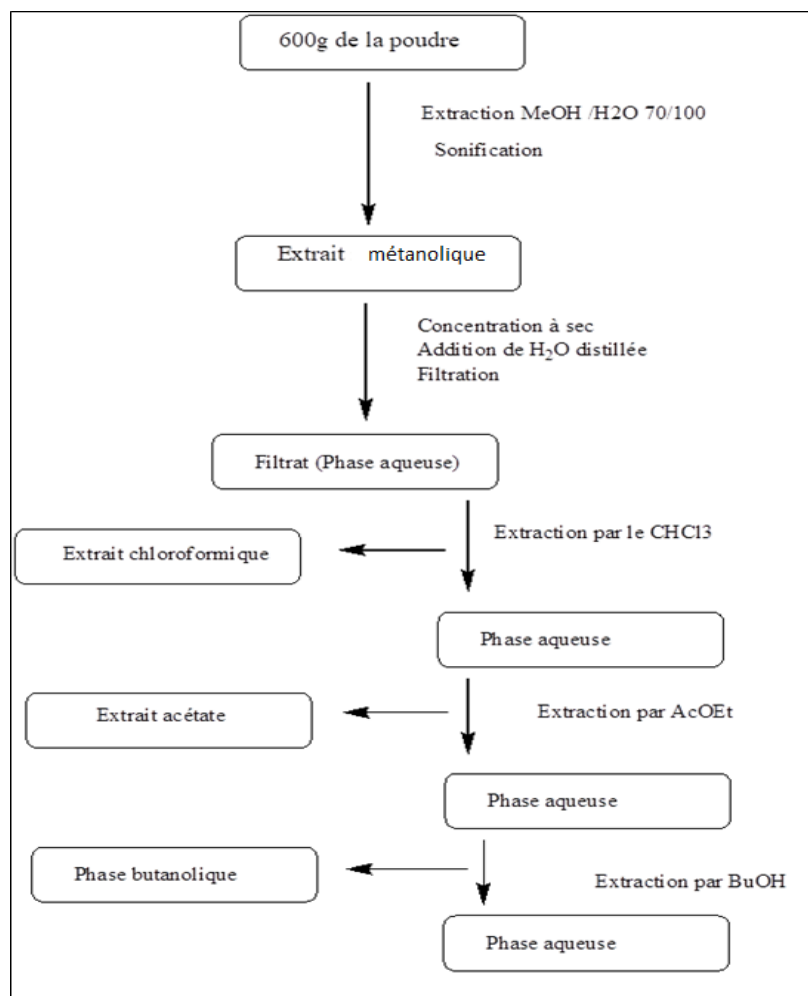 600g de la poudre
Extraction MeOH /H2O 70/100
Sonification
Extrait métanolique
Concentration à sec
Addition de H₂O distillée
Filtration
Filtrat (Phase aqueuse)
Extraction par le CHCl3
Extrait chloroformique
Phase aqueuse
Extraction par AcOEt
Extrait acétate
Phase aqueuse
Phase butanolique
Extraction par BuOH
Phase aqueuse